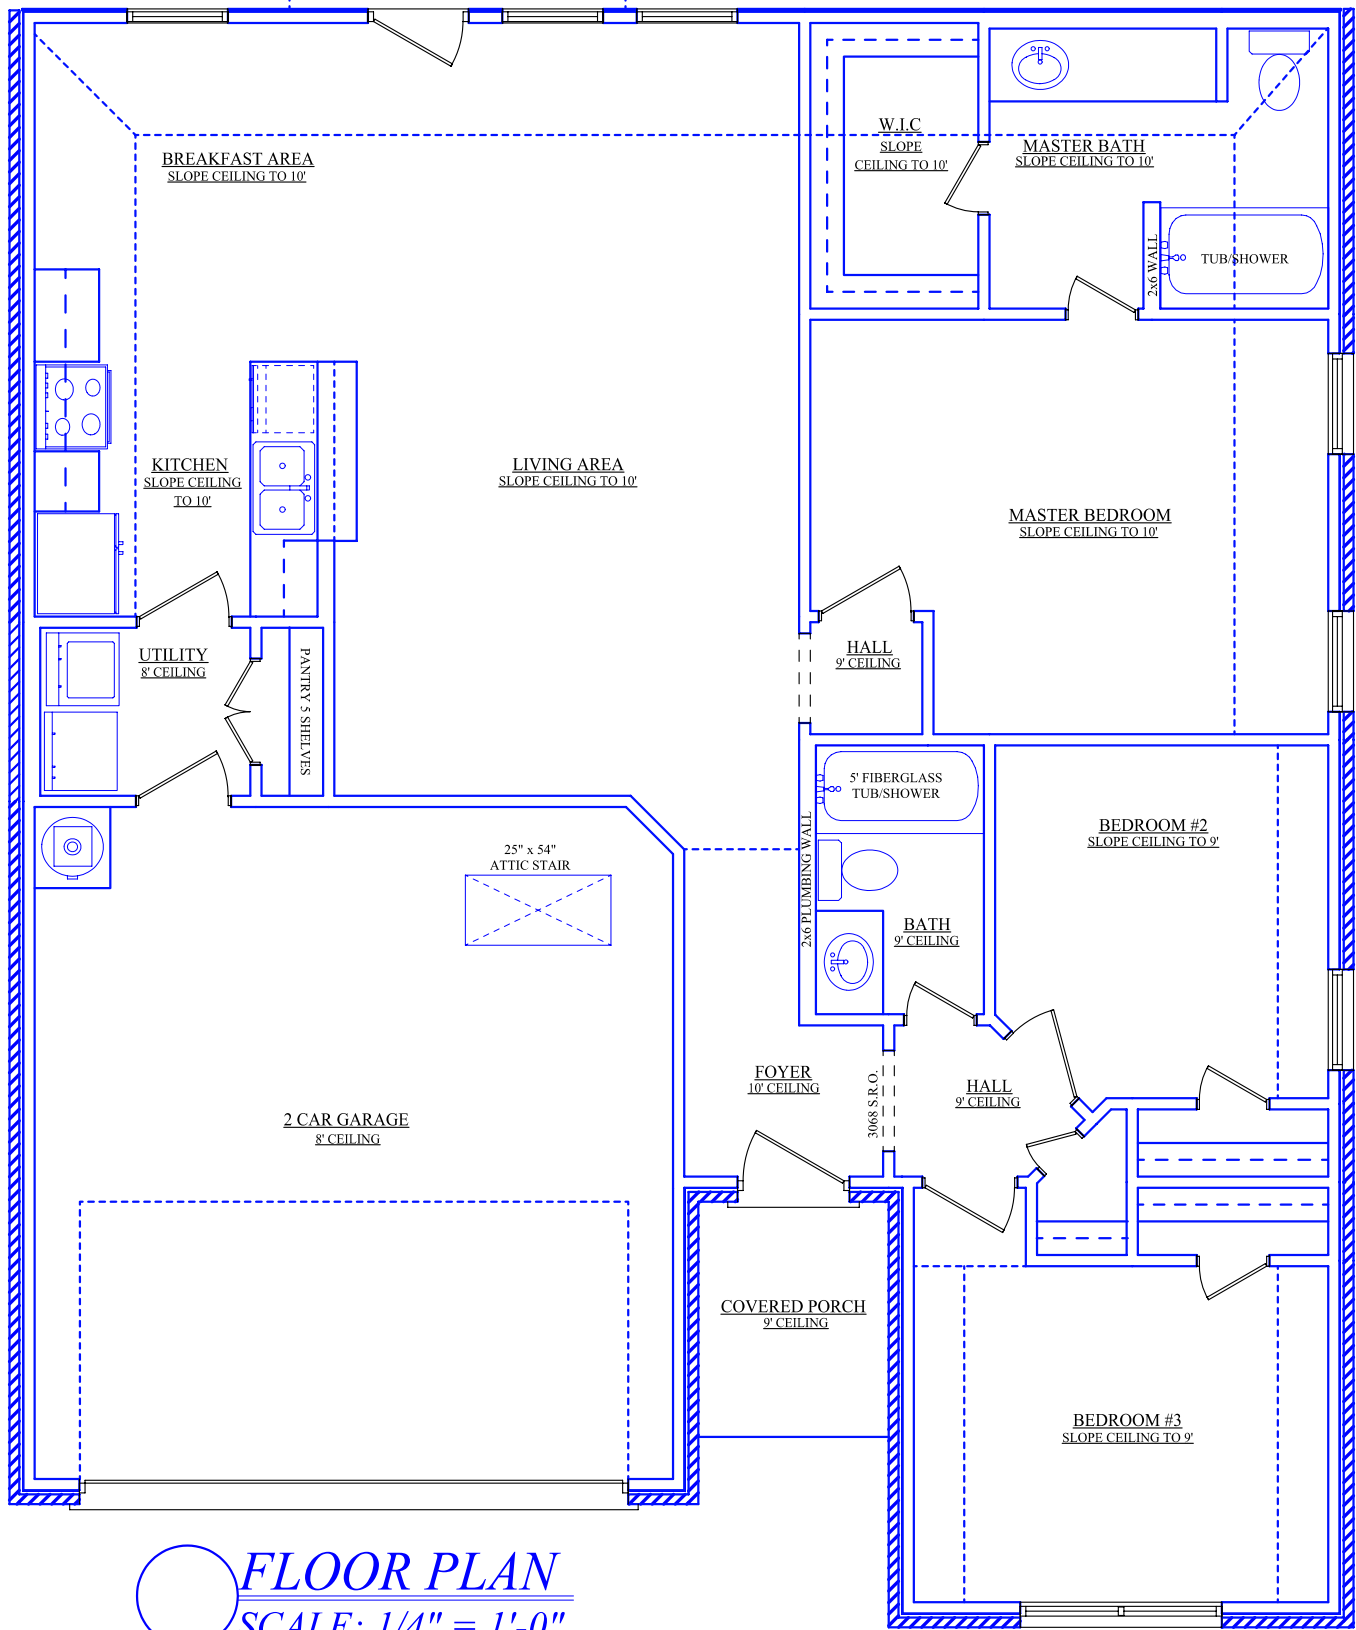 W.I.C
SLOPE
CEILING TO 10'
MASTER BATH
SLOPE CEILING TO 10'
BREAKFAST AREA
SLOPE CEILING TO 10'
2x6 WALL
TUB/SHOWER
KITCHEN
SLOPE CEILING
TO 10'
LIVING AREA
SLOPE CEILING TO 10'
MASTER BEDROOM
SLOPE CEILING TO 10'
UTILITY
8' CEILING
PANTRY 5 SHELVES
HALL
9' CEILING
5' FIBERGLASS
TUB/SHOWER
2x6 PLUMBING WALL
BEDROOM #2
SLOPE CEILING TO 9'
25" x 54"
ATTIC STAIR
BATH
9' CEILING
FOYER
10' CEILING
3068 S.R.O.
HALL
9' CEILING
2 CAR GARAGE
8' CEILING
COVERED PORCH
9' CEILING
BEDROOM #3
SLOPE CEILING TO 9'
FLOOR PLAN
SCALE: 1/4" = 1'-0"